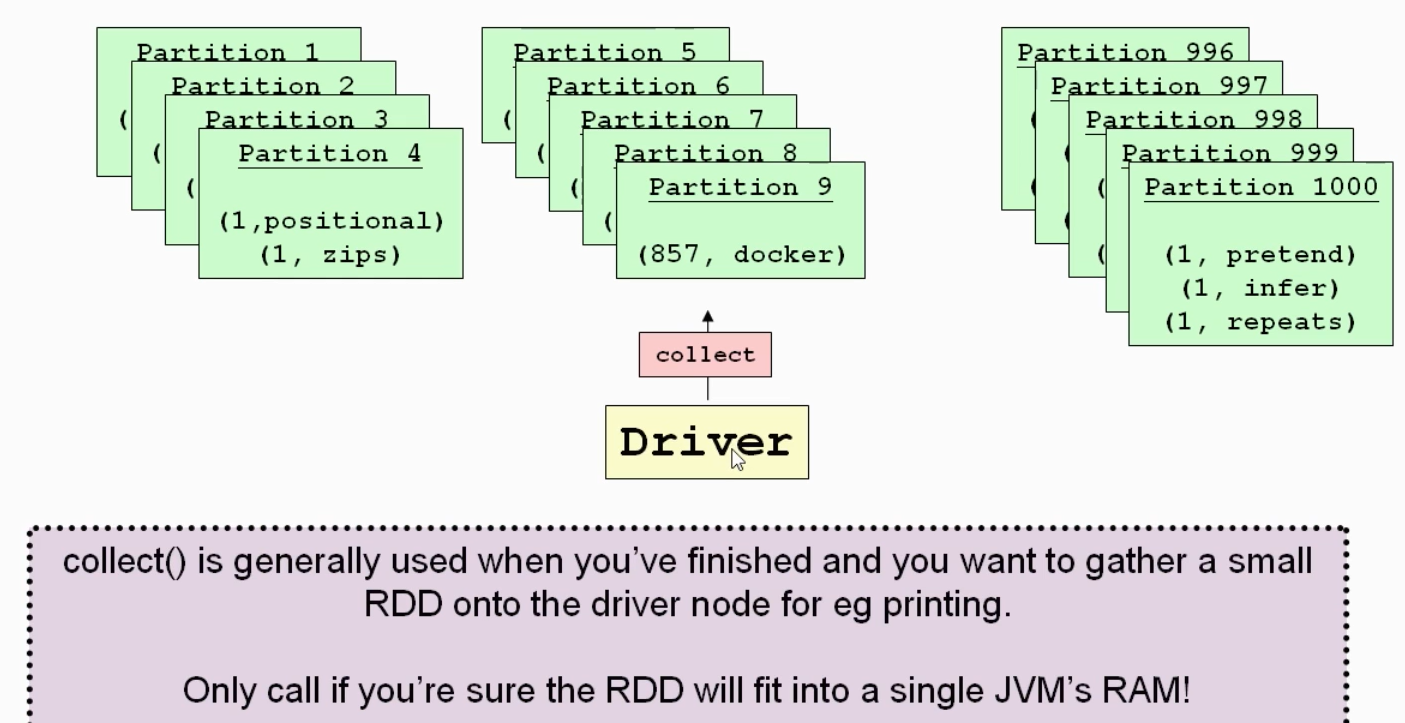 Partition 1
Partition 2
(
Partition 3
(
Partition 4
(
(1,positional)
(1, zips)
Partition 5
Partition 6
(
Partition 7
(
Partition 8
(
Partition 9
(
(857, docker)
Partition 996
Partition 997
Partition 998
Partition 999
(
Partition 1000
(
(1, pretend)
(1, infer)
(1, repeats)
collect
Driver
collect() is generally used when you’ve finished and you want to gather a small
RDD onto the driver node for eg printing.
Only call if you’re sure the RDD will fit into a single JVM’s RAM!